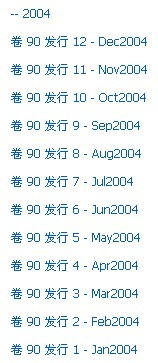 -- 2004
卷 90 发行 12 - Dec2004
卷 90 发行 11 - Nov2004
卷 90 发行 10 - Oct2004
卷 90 发行 9 - Sep2004
卷 90 发行 8 - Aug2004
卷 90 发行 7 - Jul2004
卷 90 发行 6 - Jun2004
卷 90 发行 5 - May2004
卷 90 发行 4 - Apr2004
卷 90 发行 3 - Mar2004
卷 90 发行 2 - Feb2004
卷 90 发行 1 - Jan2004